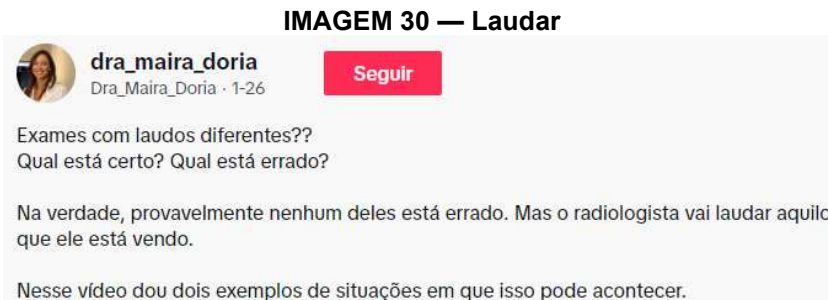 IMAGEM 30 — Laudar
dra_maira_doria
Dra_Maira_Doria · 1-26
Seguir
Exames com laudos diferentes??
Qual está certo? Qual está errado?
Na verdade, provavelmente nenhum deles está errado. Mas o radiologista vai laudar aquilo
que ele está vendo.
Nesse vídeo dou dois exemplos de situações em que isso pode acontecer.